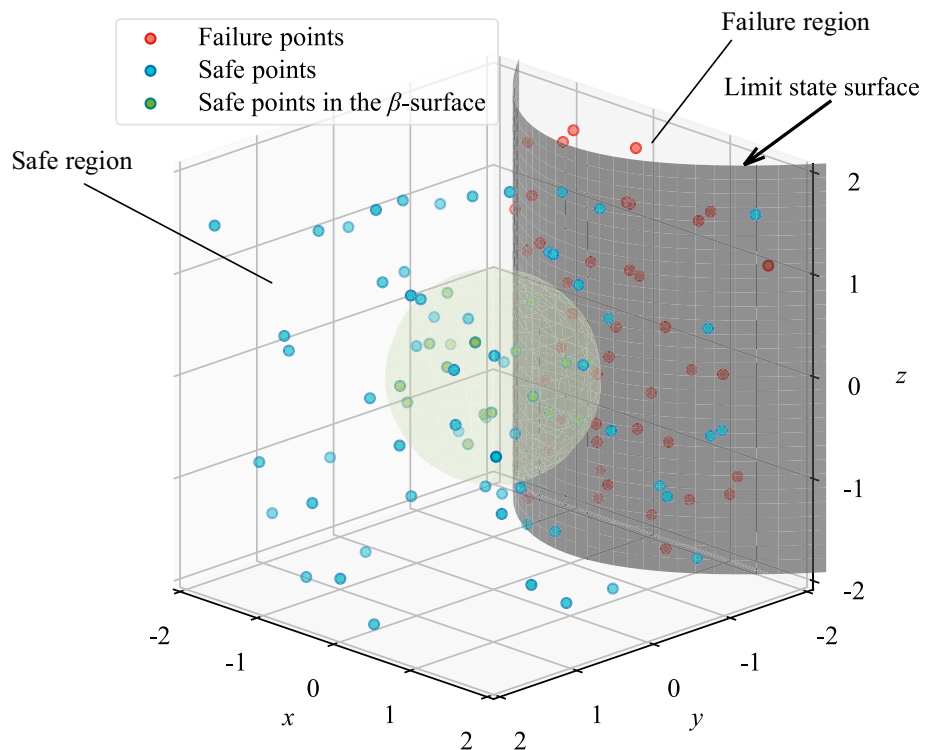 Failure points
Safe points
Safe points in the β-surface
Failure region
Limit state surface
Safe region
2
1
0
-1
-2
z
-2
-1
0
1
2
x
2
1
0
-1
-2
y